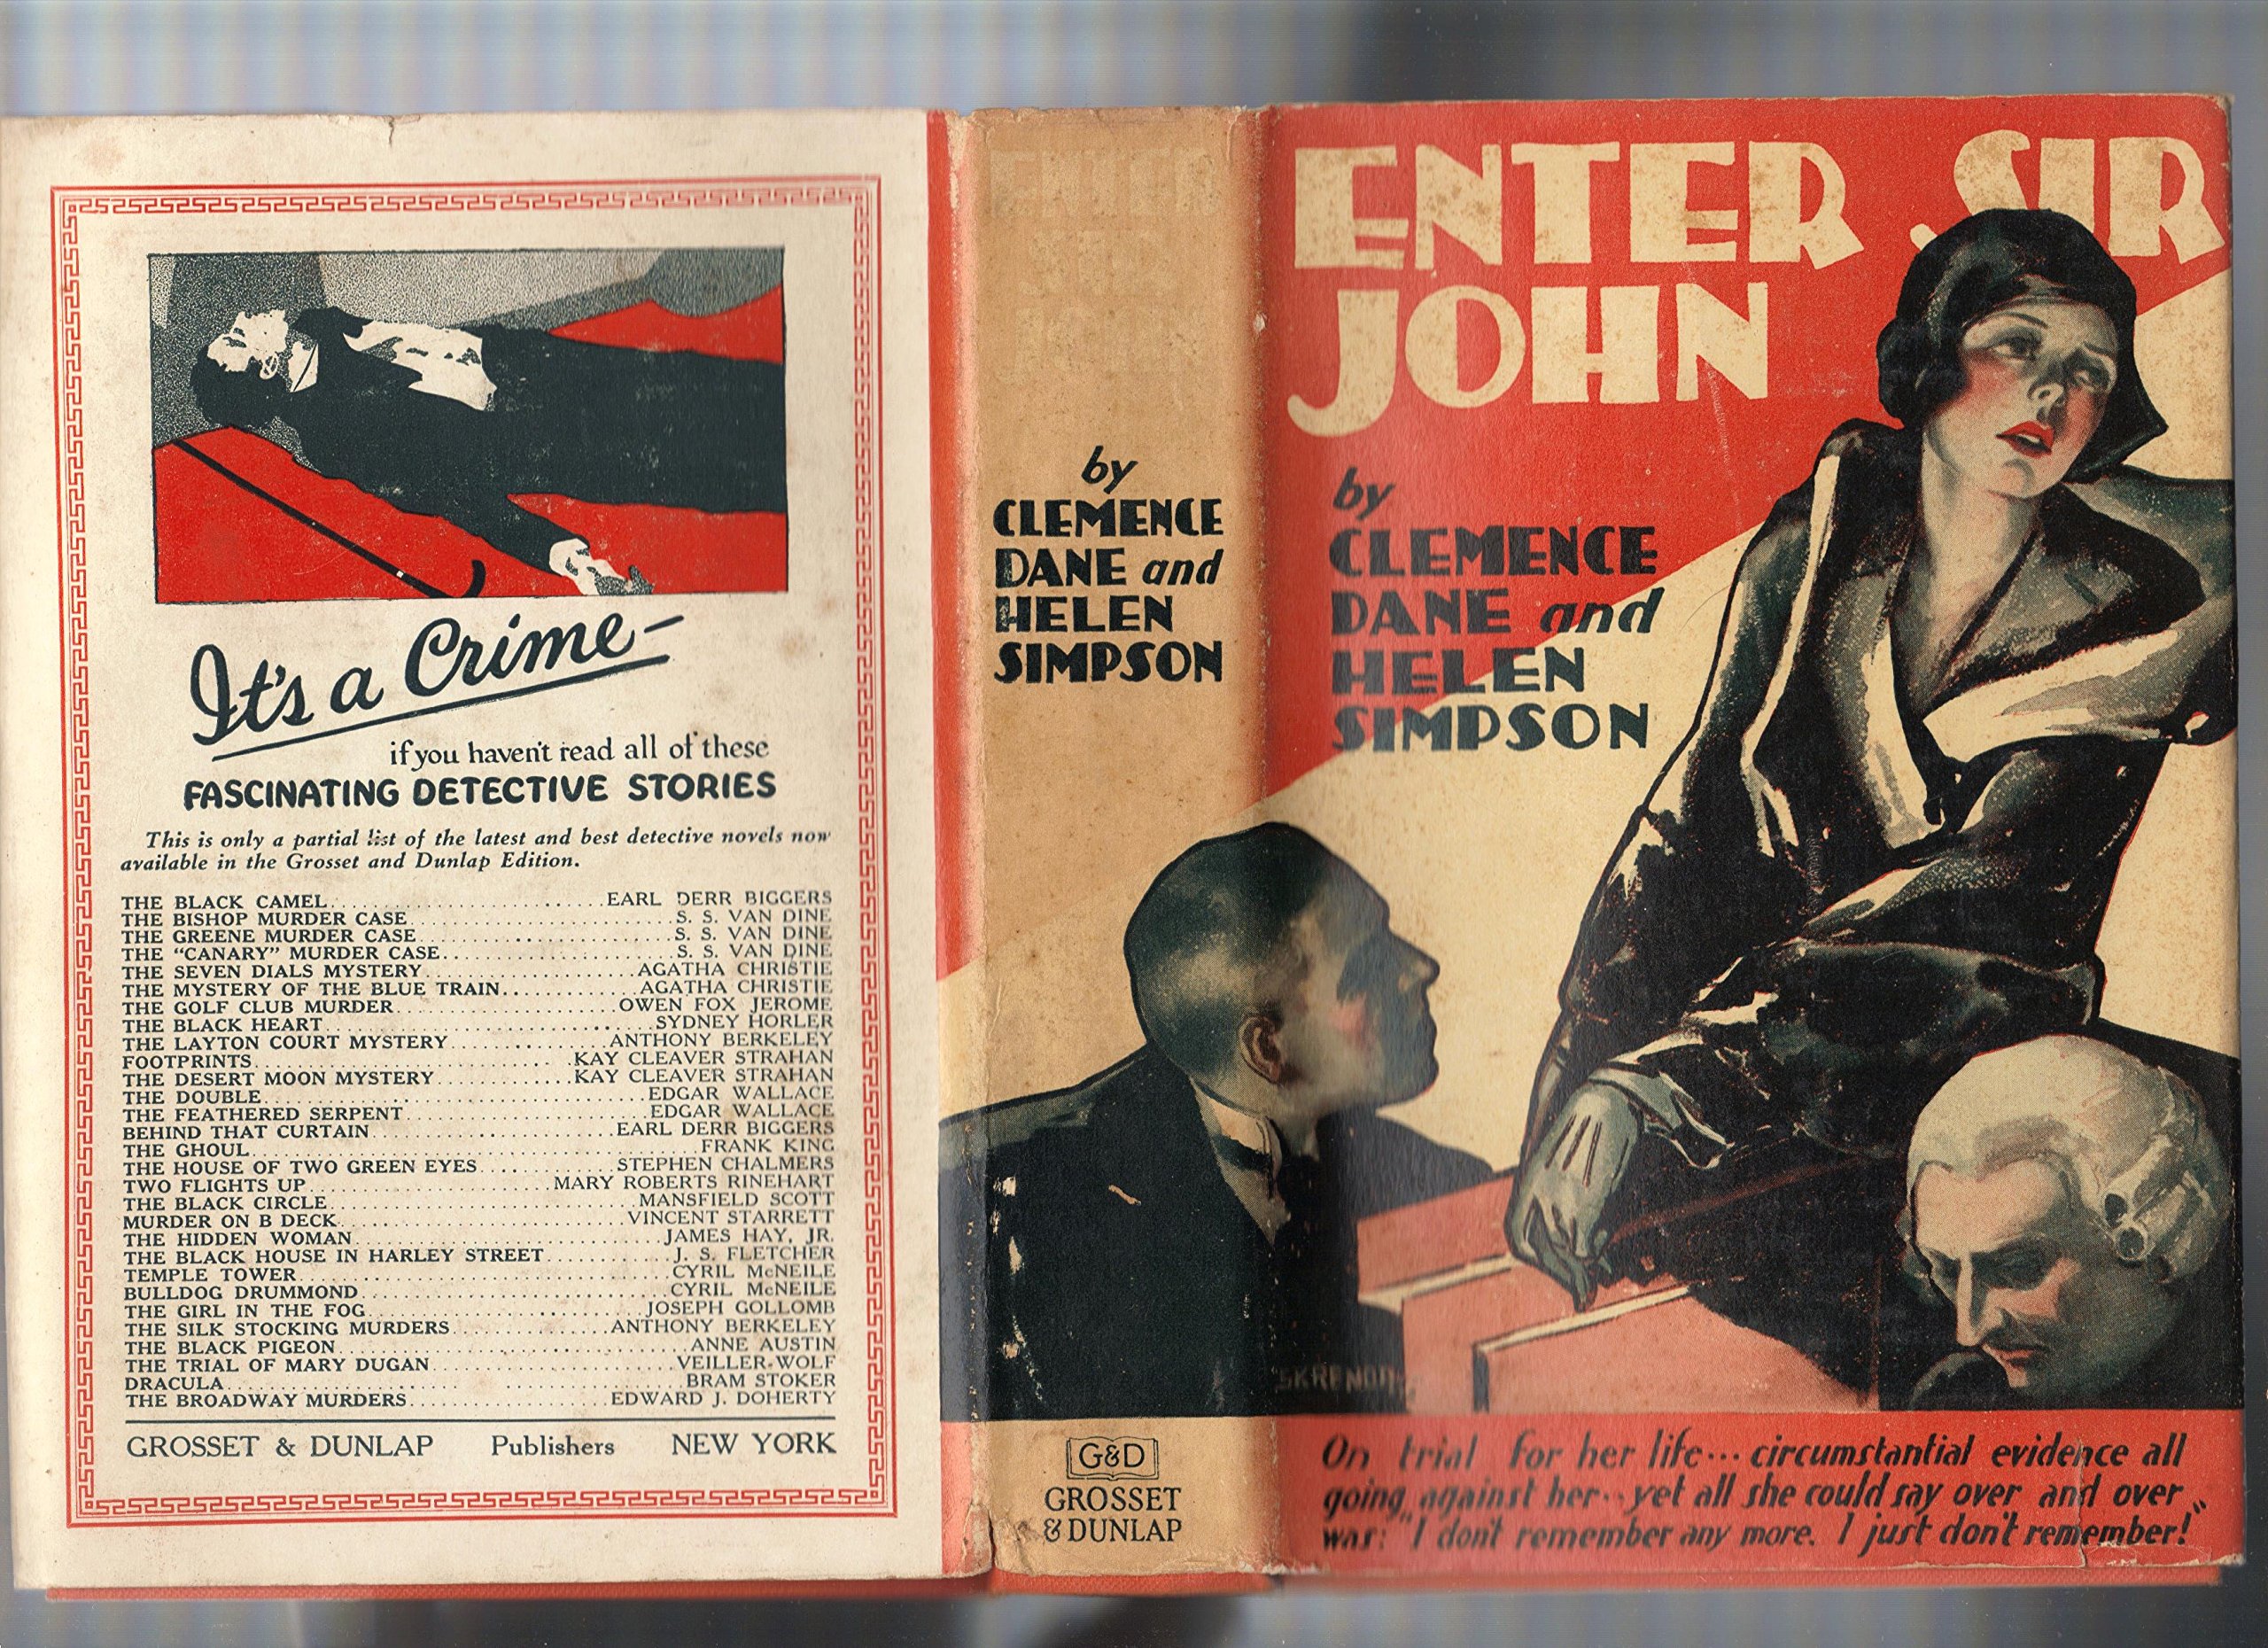 It's a Crime—
if you haven't read all of these
FASCINATING DETECTIVE STORIES
This is only a partial list of the latest and best detective novels now
available in the Grosset and Dunlap Edition.
THE BLACK CAMEL EARL DERR BIGGERS
THE BISHOP MURDER CASE S. S. VAN DINE
THE GREENE MURDER CASE S. S. VAN DINE
THE "CANARY" MURDER CASE S. S. VAN DINE
THE SEVEN DIALS MYSTERY AGATHA CHRISTIE
THE MYSTERY OF THE BLUE TRAIN AGATHA CHRISTIE
THE GOLF CLUB MURDER OWEN FOX JEROME
THE BLACK HEART SYDNEY HORLER
THE LAYTON COURT MYSTERY ANTHONY BERKELEY
FOOTPRINTS KAY CLEAVER STRAHAN
THE DESERT MOON MYSTERY KAY CLEAVER STRAHAN
THE DOUBLE EDGAR WALLACE
THE FEATHERED SERPENT EDGAR WALLACE
BEHIND THAT CURTAIN EARL DERR BIGGERS
THE GHOUL FRANK KING
THE HOUSE OF TWO GREEN EYES STEPHEN CHALMERS
TWO FLIGHTS UP MARY ROBERTS RINEHART
THE BLACK CIRCLE MANSFIELD SCOTT
MURDER ON B DECK VINCENT STARRETT
THE HIDDEN WOMAN JAMES HAY, JR.
THE BLACK HOUSE IN HARLEY STREET J. S. FLETCHER
TEMPLE TOWER CYRIL McNEILE
BULLDOG DRUMMOND CYRIL McNEILE
THE GIRL IN THE FOG JOSEPH GOLLOMB
THE SILK STOCKING MURDERS ANTHONY BERKELEY
THE BLACK PIGEON ANNE AUSTIN
THE TRIAL OF MARY DUGAN VEILLER-WOLF
DRACULA BRAM STOKER
THE BROADWAY MURDERS EDWARD J. DOHERTY
GROSSET & DUNLAP Publishers NEW YORK
ENTER
SIR
JOHN
by
CLEMENCE
DANE and
HELEN
SIMPSON
G&D
GROSSET
& DUNLAP
ENTER SIR
JOHN
by
CLEMENCE
DANE and
HELEN
SIMPSON
On trial for her life... circumstantial evidence all
going against her.. yet all she could say over and over
was: "I don't remember any more. I just don't remember!"